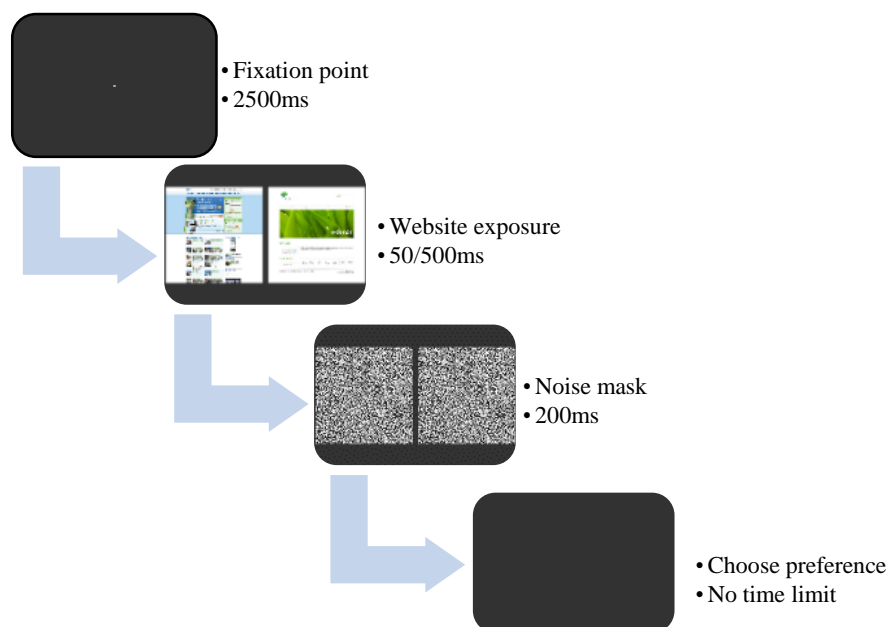 • Fixation point
• 2500ms
• Website exposure
• 50/500ms
• Noise mask
• 200ms
• Choose preference
• No time limit